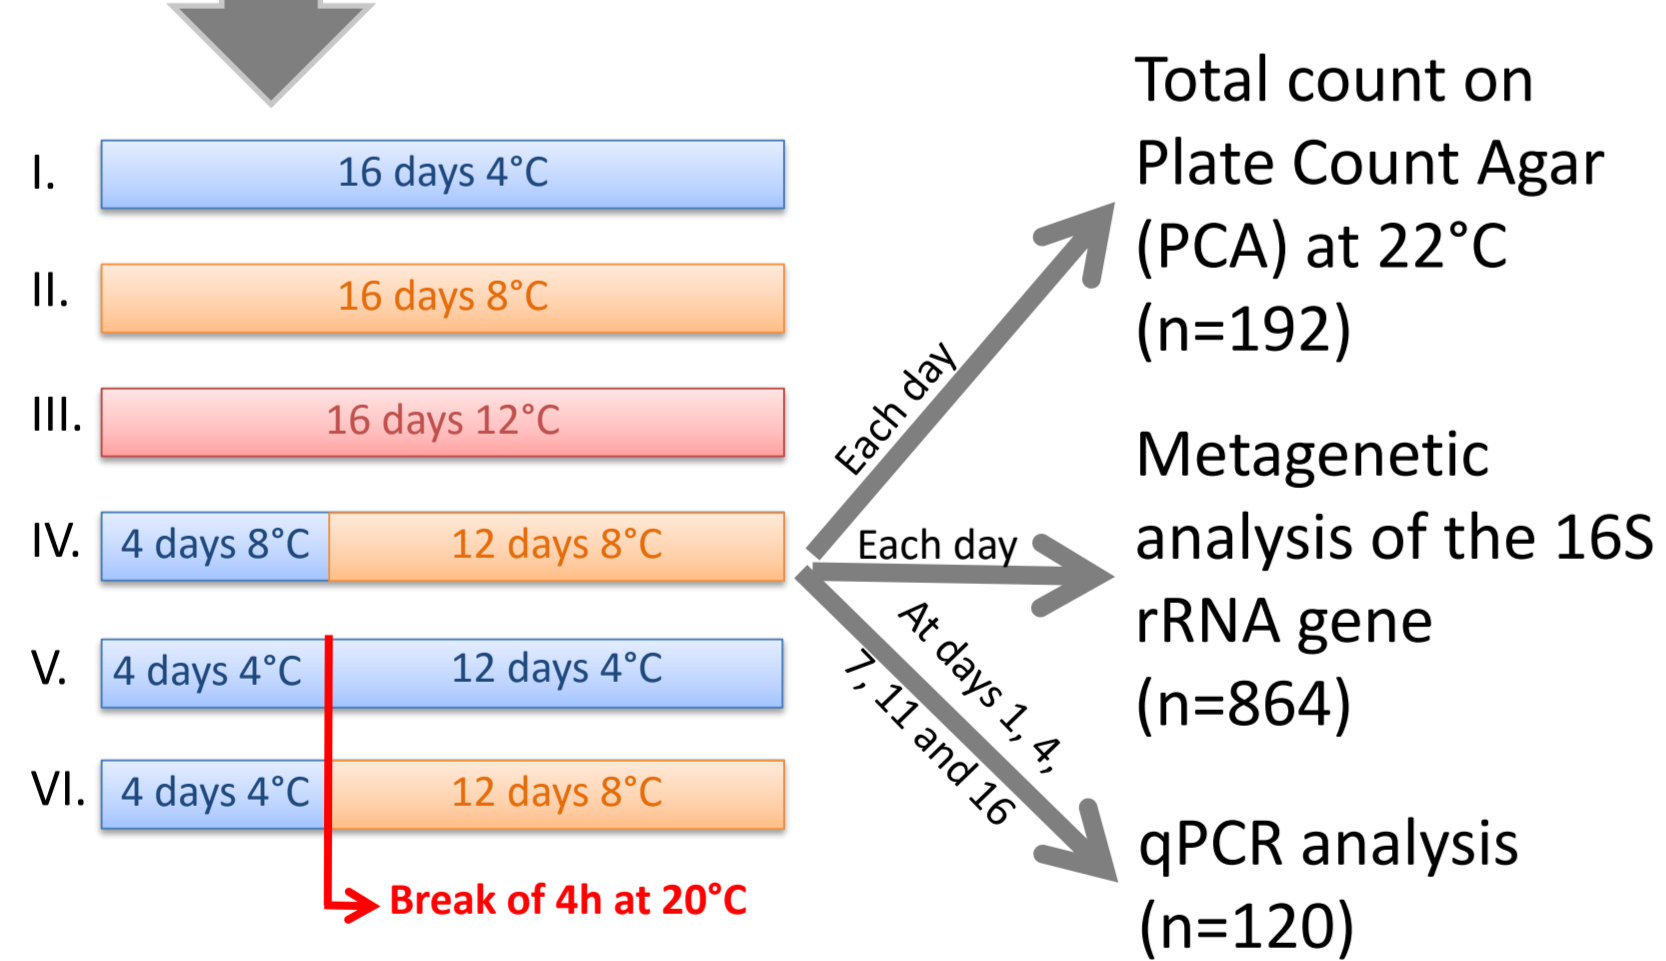 I.
16 days 4°C
II.
16 days 8°C
III.
16 days 12°C
IV.
4 days 8°C
12 days 8°C
V.
4 days 4°C
12 days 4°C
VI.
4 days 4°C
12 days 8°C
Break of 4h at 20°C
Each day
Total count on
Plate Count Agar
(PCA) at 22°C
(n=192)
Each day
Metagenetic
analysis of the 16S
rRNA gene
(n=864)
At days 1, 4,
7, 11 and 16
qPCR analysis
(n=120)